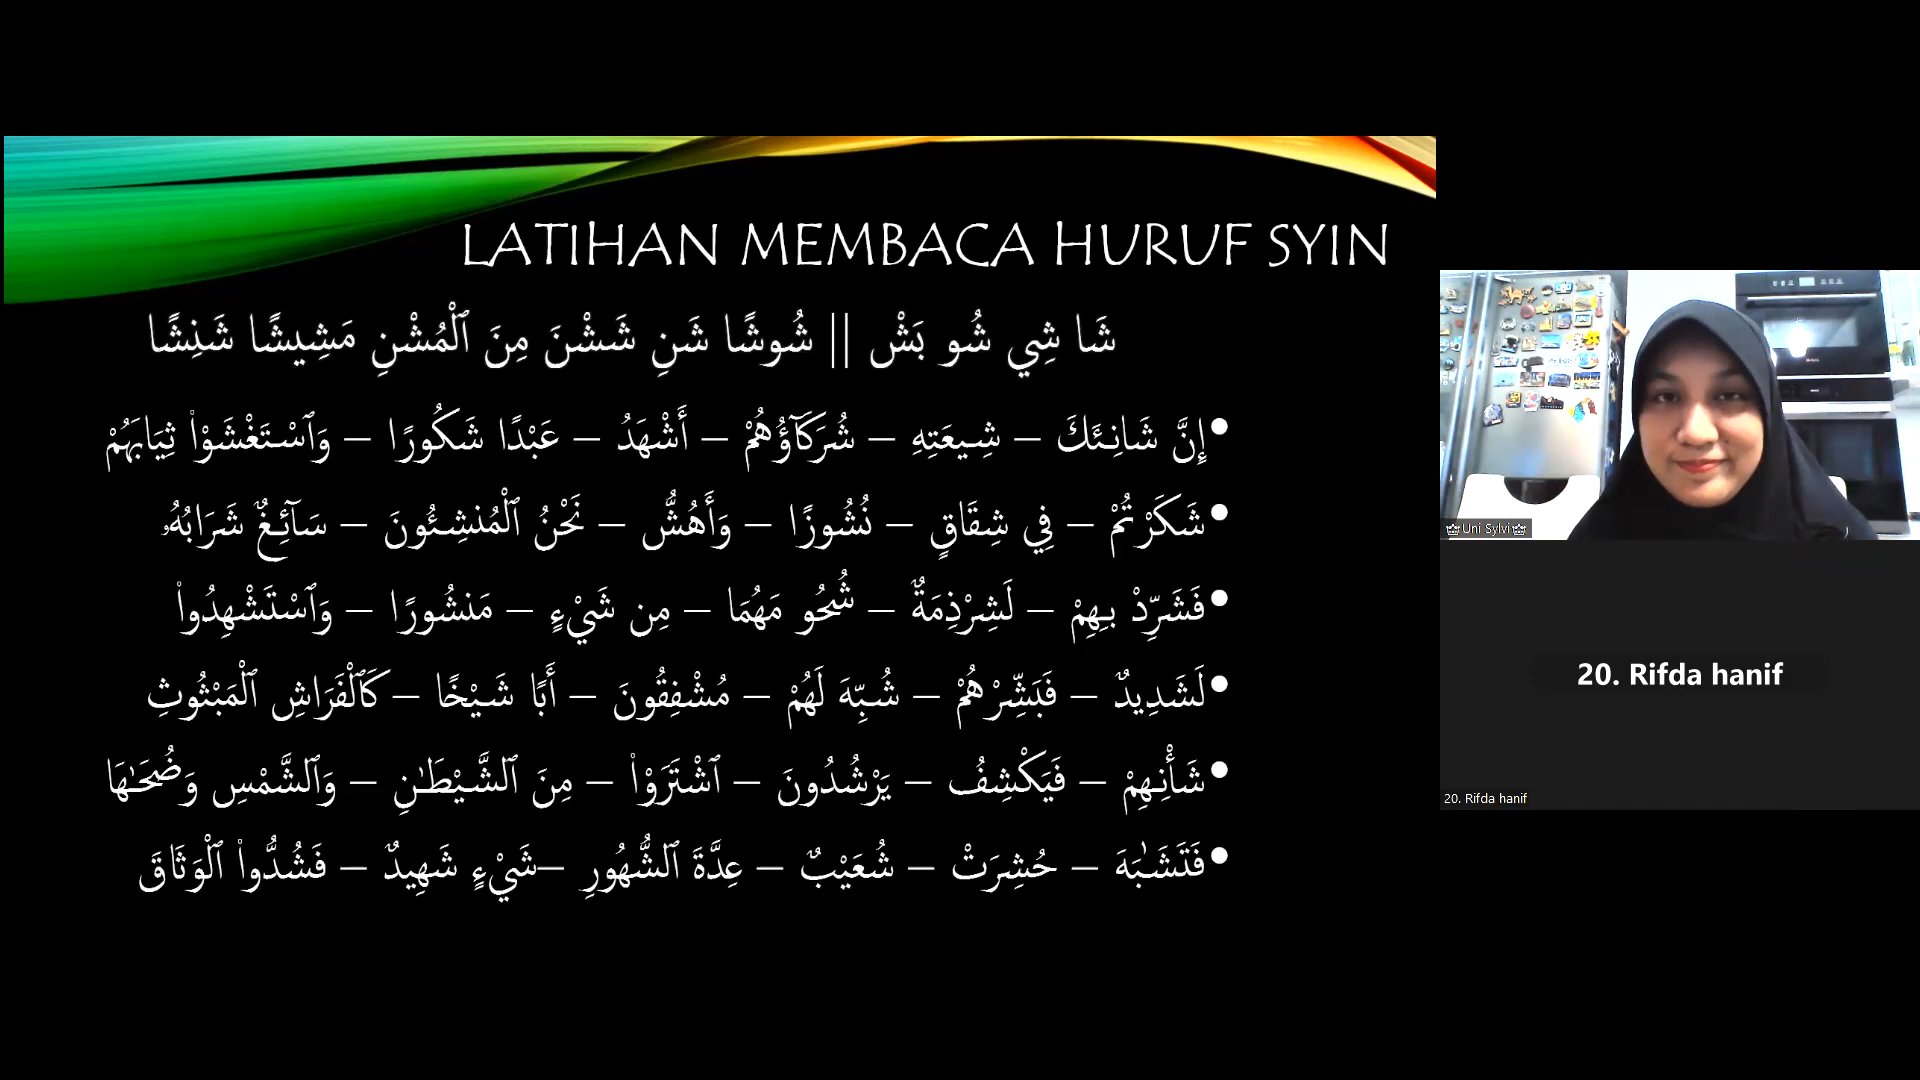 LATIHAN MEMBACA HURUF SYIN
شَا شِي شُو بَشْ || شُوشًا شَنِ شَشْنَ مِنَ ٱلْمُشْنِ مَشِيشًا شَنِشًا
•إِنَّ شَانِئَكَ – شِيعَتِهِ – شُرَكَآؤُهُمْ – أَشْهَدُ – عَبْدًا شَكُورًا – وَٱسْتَغْشَوْا۟ ثِيَابَهُمْ
•شَكَرْتُمْ – فِي شِقَاقٍ – نُشُوزًا – وَأَهُشُّ – نَحْنُ ٱلْمُنشِـُٔونَ – سَآئِغٌ شَرَابُهُۥ
•فَشَرِّدْ بِهِمْ – لَشِرْذِمَةٌ – شُحُو مَهُمَا – مِن شَيْءٍ – مَنشُورًا – وَٱسْتَشْهِدُوا۟
•لَشَدِيدٌ – فَبَشِّرْهُمْ – شُبِّهَ لَهُمْ – مُشْفِقُونَ – أَبًا شَيْخًا – كَٱلْفَرَاشِ ٱلْمَبْثُوثِ
•شَأْنِهِمْ – فَيَكْشِفُ – يَرْشُدُونَ – ٱشْتَرَوْا۟ – مِنَ ٱلشَّيْطَـٰنِ – وَٱلشَّمْسِ وَضُحَـٰهَا
•فَتَشَـٰبَهَ – حُشِرَتْ – شُعَيْبٌ – عِدَّةَ ٱلشُّهُورِ –شَيْءٍ شَهِيدٌ – فَشُدُّوا۟ ٱلْوَثَاقَ
Uni Sylvi
20. Rifda hanif
20. Rifda hanif